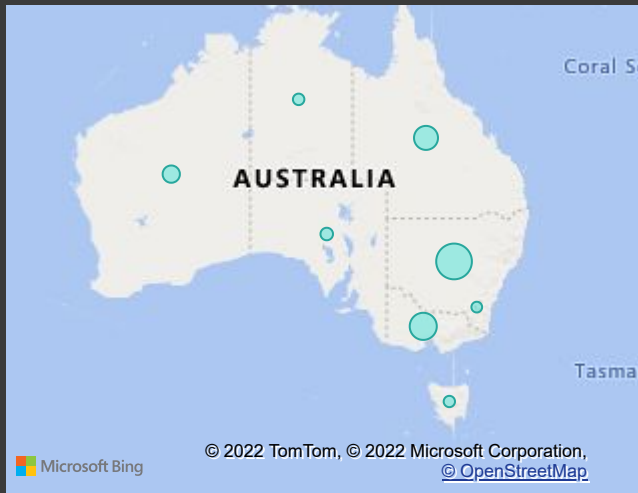 Coral S
AUSTRALIA
Tasma
© 2022 TomTom, © 2022 Microsoft Corporation,
Microsoft Bing
© OpenStreetMap